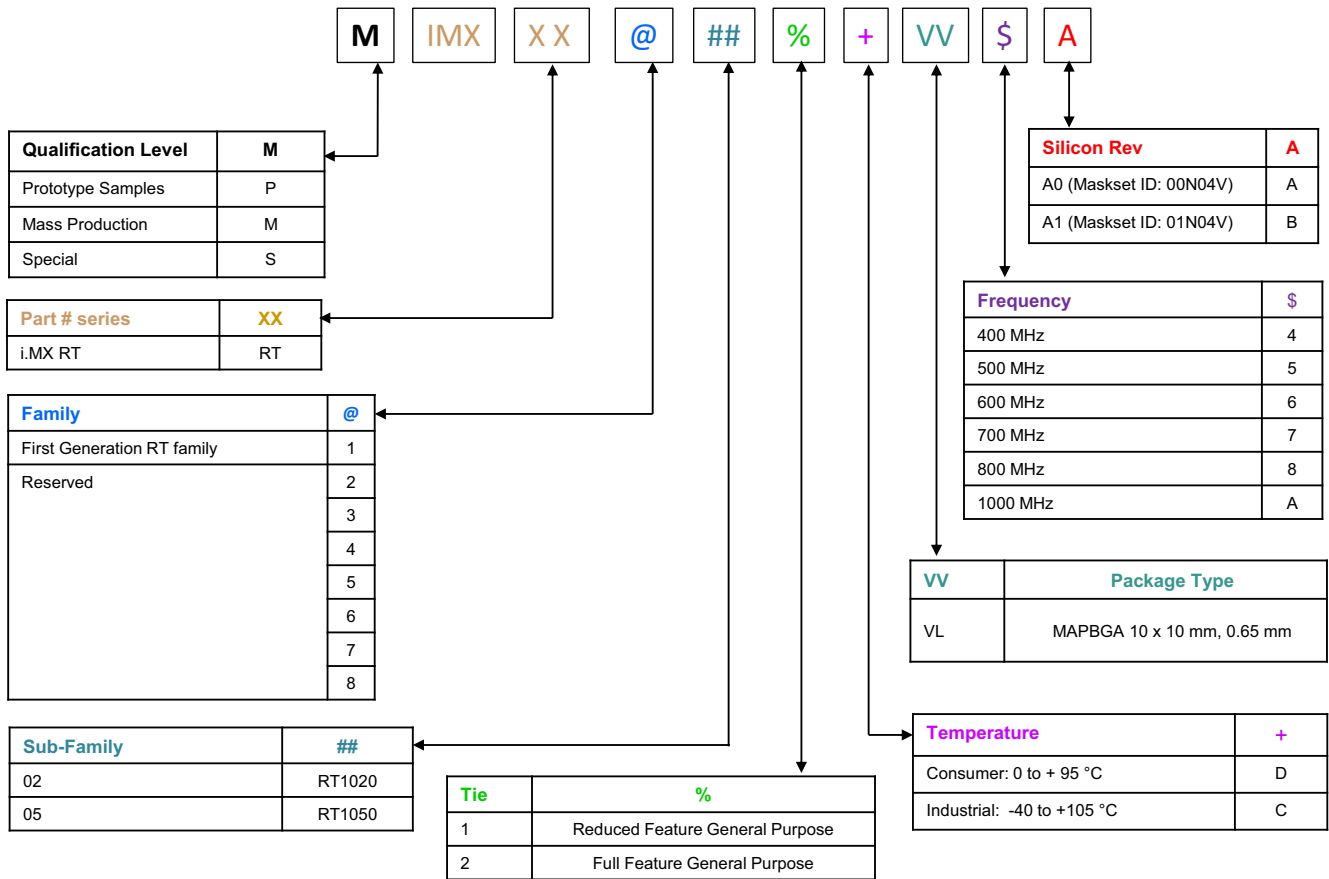 M IMX X X @ ## % + VV $ A
Qualification Level M
Prototype Samples P
Mass Production M
Special S
Part # series XX
i.MX RT RT
Family @
First Generation RT family 1
Reserved 2
3
4
5
6
7
8
Sub-Family ##
02 RT1020
05 RT1050
Tie %
1 Reduced Feature General Purpose
2 Full Feature General Purpose
Silicon Rev A
A0 (Maskset ID: 00N04V) A
A1 (Maskset ID: 01N04V) B
Frequency $
400 MHz 4
500 MHz 5
600 MHz 6
700 MHz 7
800 MHz 8
1000 MHz A
VV Package Type
VL MAPBGA 10 x 10 mm, 0.65 mm
Temperature +
Consumer: 0 to + 95 °C D
Industrial: -40 to +105 °C C